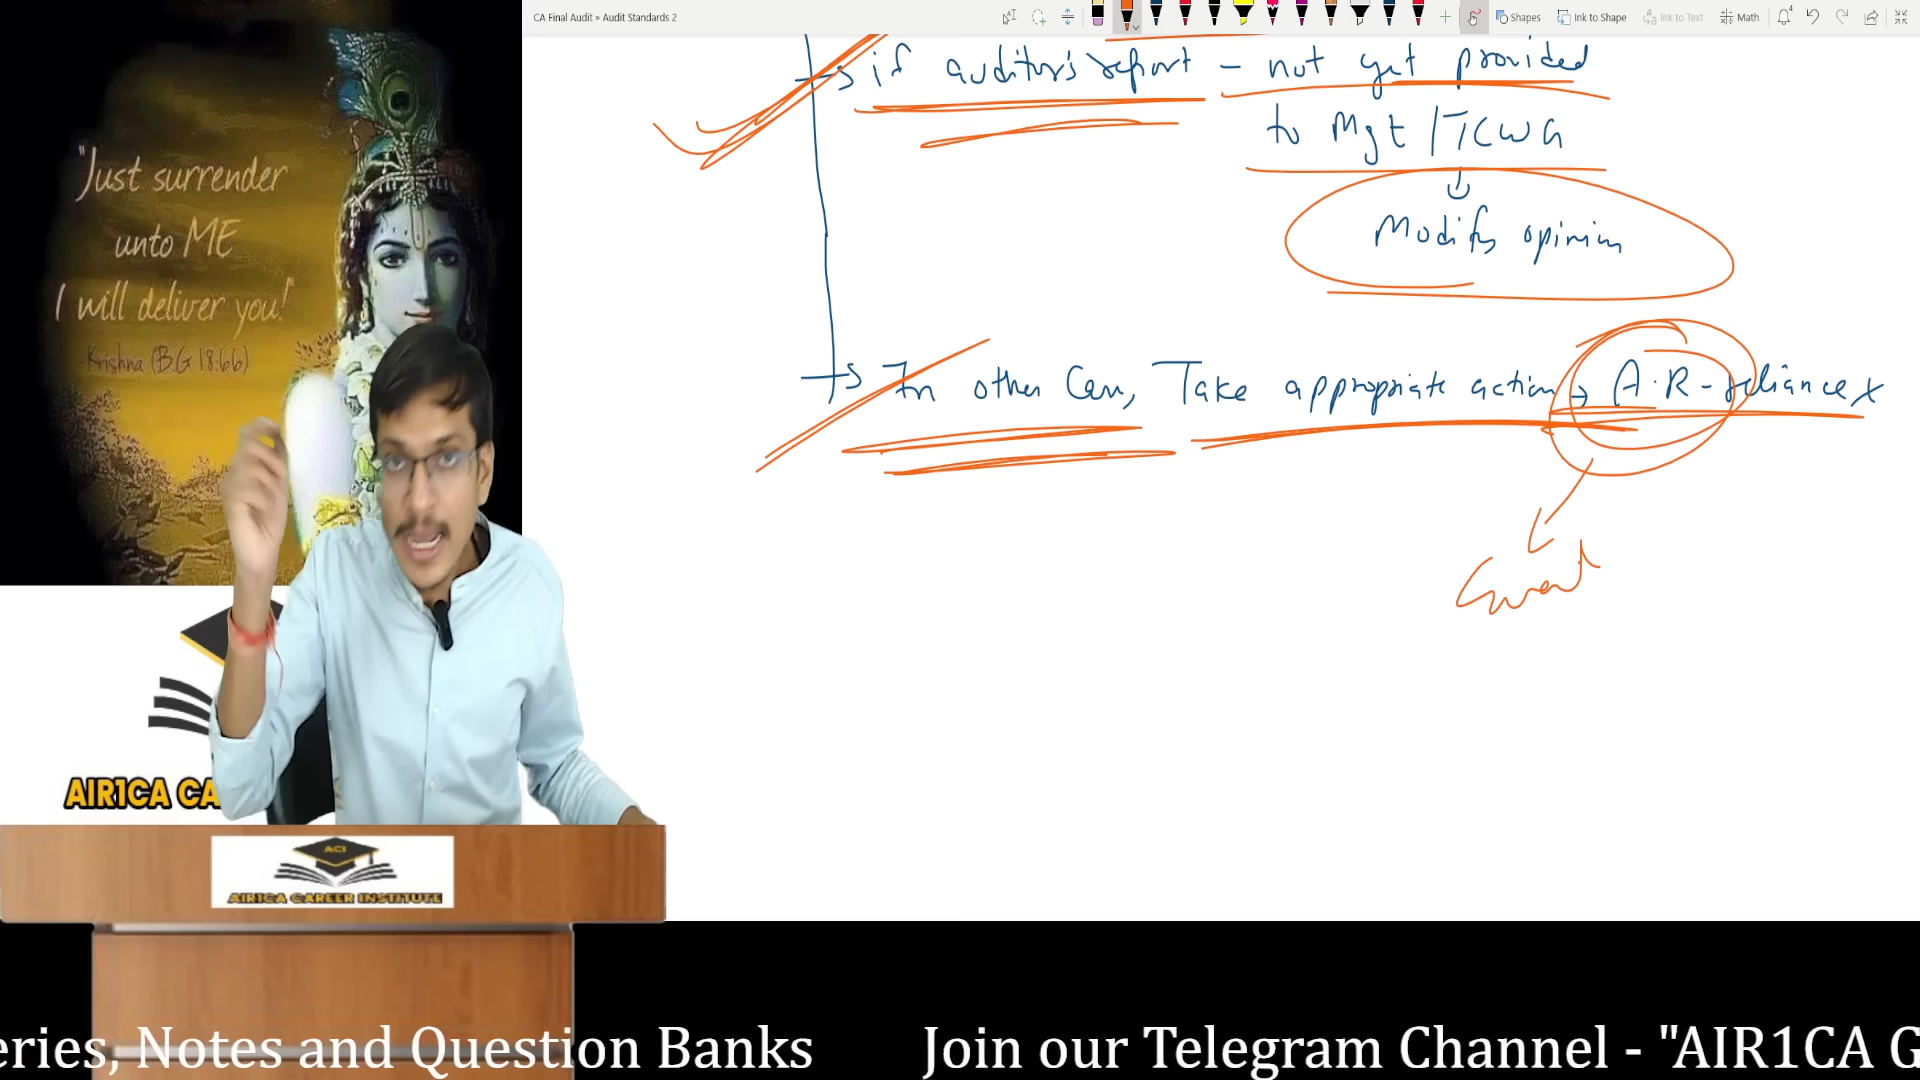 CA Final Audit » Audit Standards 2
Shapes
Ink to Shape
Ink to Text
Math
if auditor's report - not yet provided
to Mgt / TCWG
Modify opinion
In other Case, Take appropriate action → A.R - reliance x
"Just surrender
unto ME
I will deliver you!"
Krishna (B.G 18:66)
AIR1CA CA
ACI
AIR1CA CAREER INSTITUTE
eries, Notes and Question Banks Join our Telegram Channel - "AIR1CA G